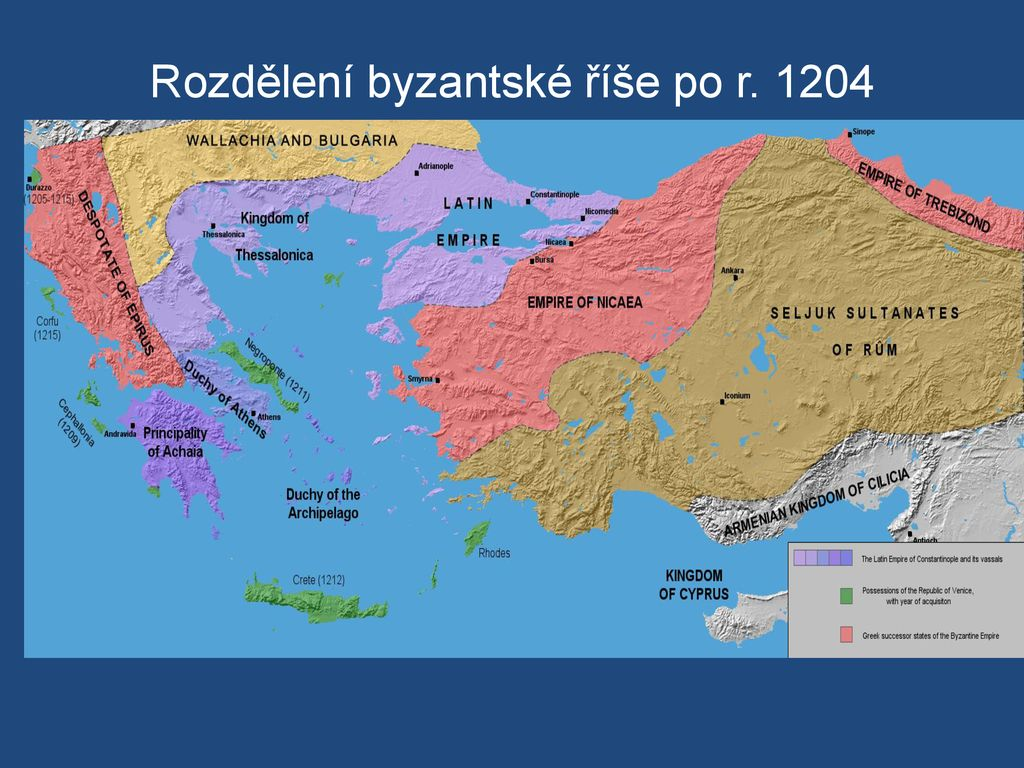 Rozdělení byzantské říše po r. 1204
WALLACHIA AND BULGARIA
Sinope
EMPIRE OF TREBIZOND
Durazzo
(1205-1215)
DESPOTATE OF EPIRUS
Adrianople
Constantinople
LATIN
EMPIRE
Nicomedia
Nicaea
Bursa
Kingdom of
Thessalonica
Thessalonica
Ankara
EMPIRE OF NICAEA
SELJUK SULTANATES
OF RÛM
Corfu
(1215)
Negroponte (1211)
Duchy of Athens
Smyrna
Iconium
Cephallonia
(1209)
Andravida
Athens
Principality
of Achaia
Duchy of the
Archipelago
ARMENIAN KINGDOM OF CILICIA
Antioch
Rhodes
Crete (1212)
KINGDOM
OF CYPRUS
The Latin Empire of Constantinople and its vassals
Possessions of the Republic of Venice,
with year of acquisiton
Greek successor states of the Byzantine Empire